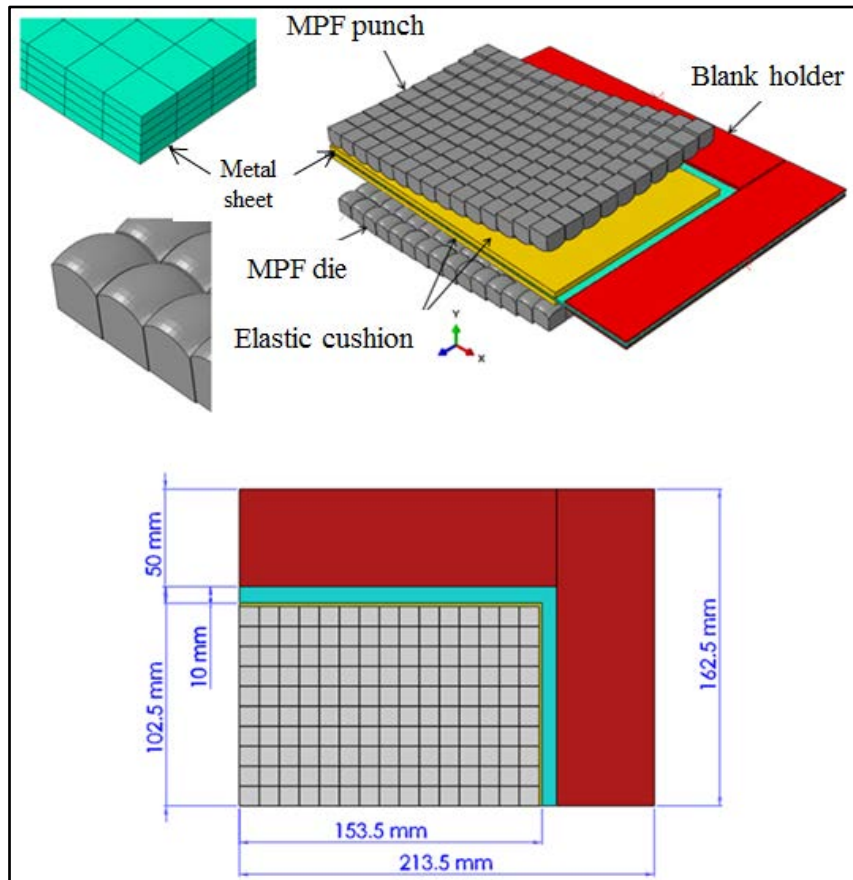 MPF punch
Blank holder
Metal
sheet
MPF die
Elastic cushion
Y
X
50 mm
10 mm
102.5 mm
162.5 mm
153.5 mm
213.5 mm